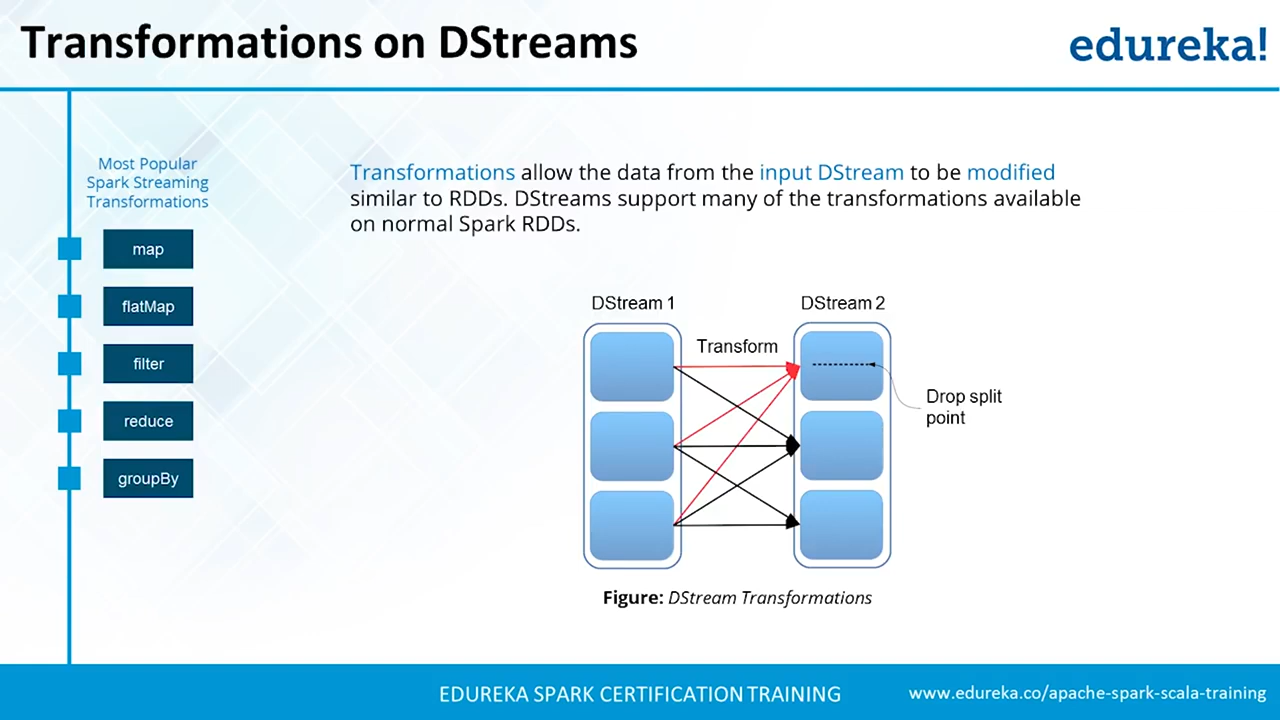 Transformations on DStreams
edureka!
Most Popular
Spark Streaming
Transformations
map
flatMap
filter
reduce
groupBy
Transformations allow the data from the input DStream to be modified
similar to RDDs. DStreams support many of the transformations available
on normal Spark RDDs.
DStream 1
DStream 2
Transform
Drop split
point
Figure: DStream Transformations
EDUREKA SPARK CERTIFICATION TRAINING
www.edureka.co/apache-spark-scala-training